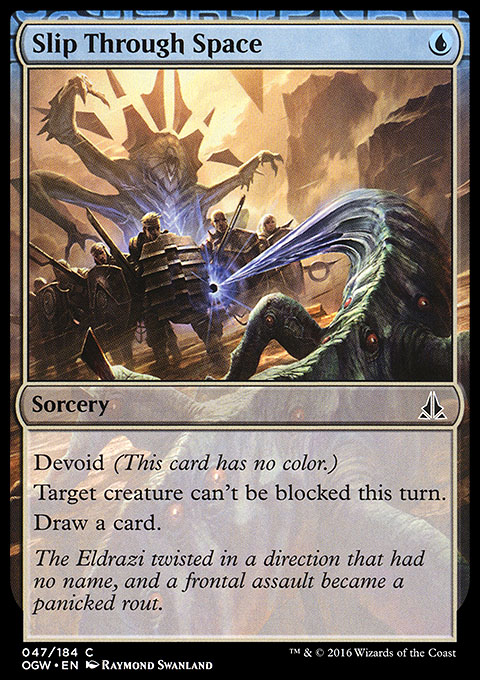 Slip Through Space
Sorcery
Devoid (This card has no color.)
Target creature can't be blocked this turn.
Draw a card.
The Eldrazi twisted in a direction that had
no name, and a frontal assault became a
panicked rout.
047/184 C
OGW • EN Raymond Swanland
™ & © 2016 Wizards of the Coast